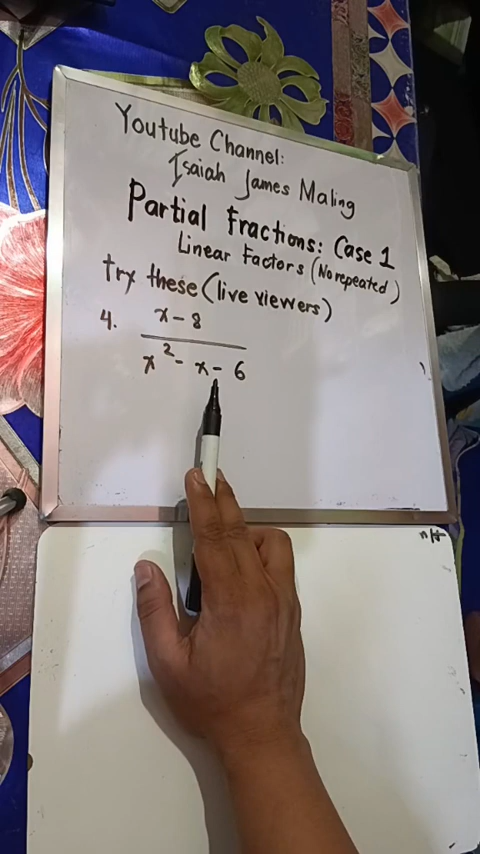 Youtube Channel:
Isaiah James Maling
Partial Fractions: Case 1
Linear Factors (No repeated)
try these (live viewers)
4. x-8
x² - x - 6